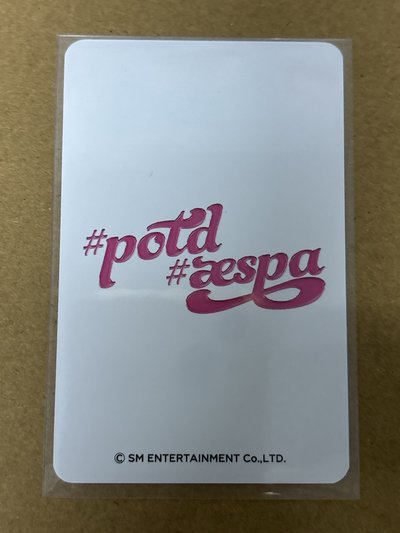 #potd
#æspa
© SM ENTERTAINMENT Co.,LTD.